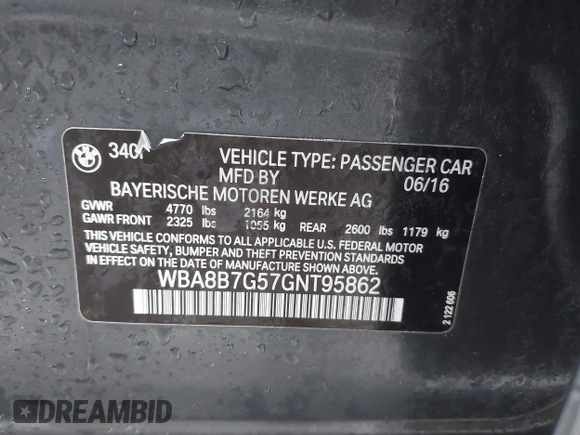 BMW
340i VEHICLE TYPE: PASSENGER CAR
MFD BY 06/16
BAYERISCHE MOTOREN WERKE AG
GVWR 4770 lbs 2164 kg
GAWR FRONT 2325 lbs 1055 kg REAR 2600 lbs 1179 kg
THIS VEHICLE CONFORMS TO ALL APPLICABLE U.S. FEDERAL MOTOR
VEHICLE SAFETY, BUMPER AND THEFT PREVENTION STANDARDS
IN EFFECT ON THE DATE OF MANUFACTURE SHOWN ABOVE.
WBA8B7G57GNT95862
2 122 606
DREAMBID